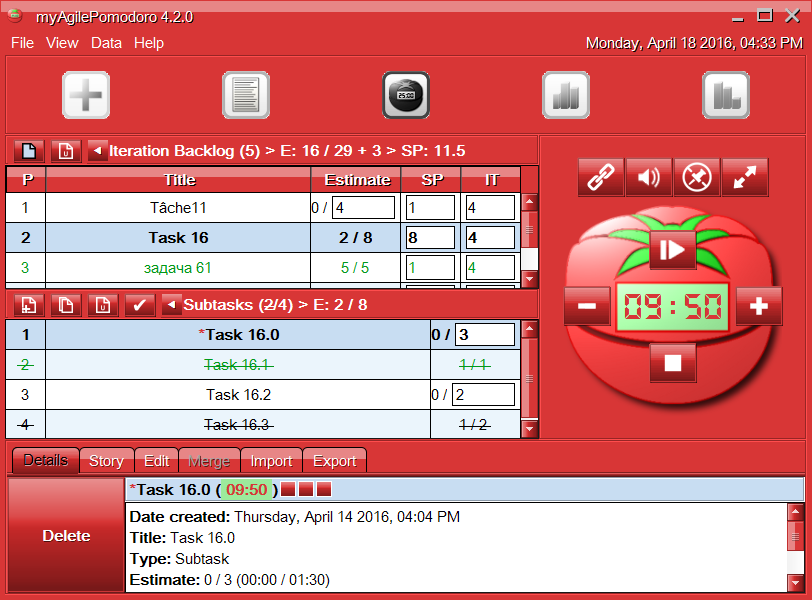 myAgilePomodoro 4.2.0
File View Data Help Monday, April 18 2016, 04:33 PM
25:00
Iteration Backlog (5) > E: 16 / 29 + 3 > SP: 11.5
P Title Estimate SP IT
1 Tâche11 0 / 4 1 4
2 Task 16 2 / 8 8 4
3 задача 61 5 / 5 1 4
U
Subtasks (2/4) > E: 2 / 8
1 *Task 16.0 0 / 3
2 Task 16.1 1 / 1
3 Task 16.2 0 / 2
4 Task 16.3 1 / 2
09:50
Details Story Edit Merge Import Export
Delete
*Task 16.0 ( 09:50 )
Date created: Thursday, April 14 2016, 04:04 PM
Title: Task 16.0
Type: Subtask
Estimate: 0 / 3 (00:00 / 01:30)